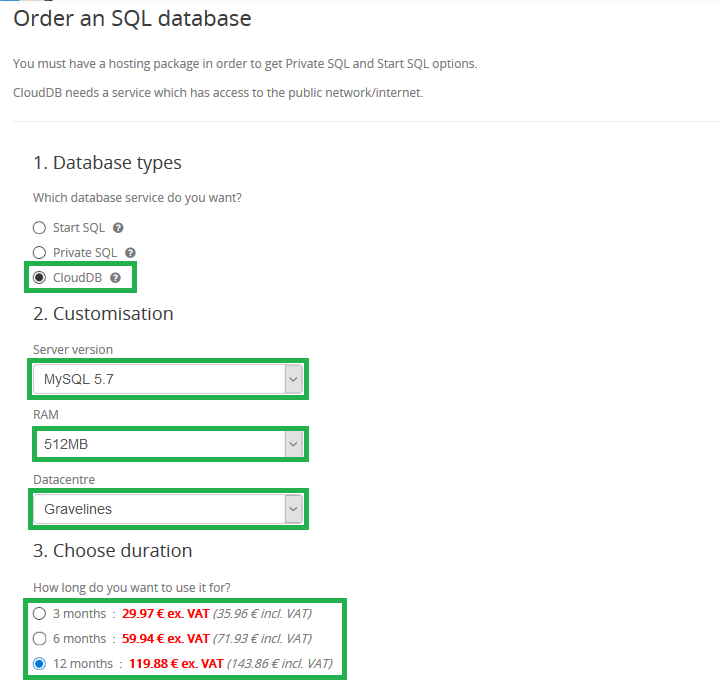 Order an SQL database
You must have a hosting package in order to get Private SQL and Start SQL options.
CloudDB needs a service which has access to the public network/internet.
1. Database types
Which database service do you want?
Start SQL ?
Private SQL ?
CloudDB ?
2. Customisation
Server version
MySQL 5.7
RAM
512MB
Datacentre
Gravelines
3. Choose duration
How long do you want to use it for?
3 months : 29.97 € ex. VAT (35.96 € incl. VAT)
6 months : 59.94 € ex. VAT (71.93 € incl. VAT)
12 months : 119.88 € ex. VAT (143.86 € incl. VAT)